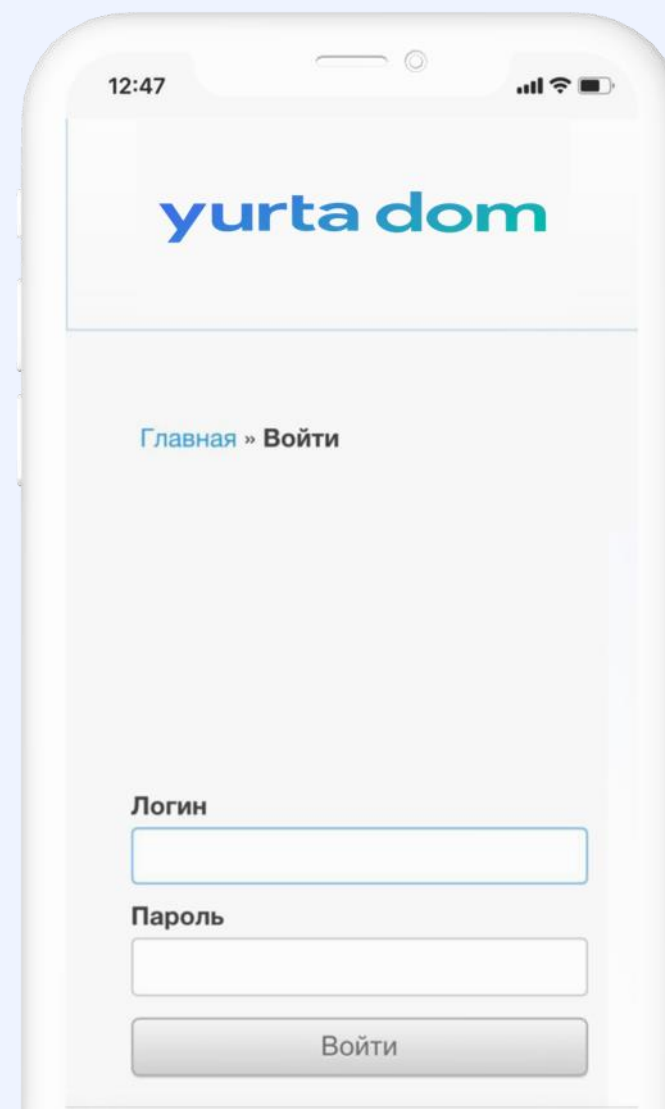 12:47
yurta dom
Главная » Войти
Логин
Пароль
Войти